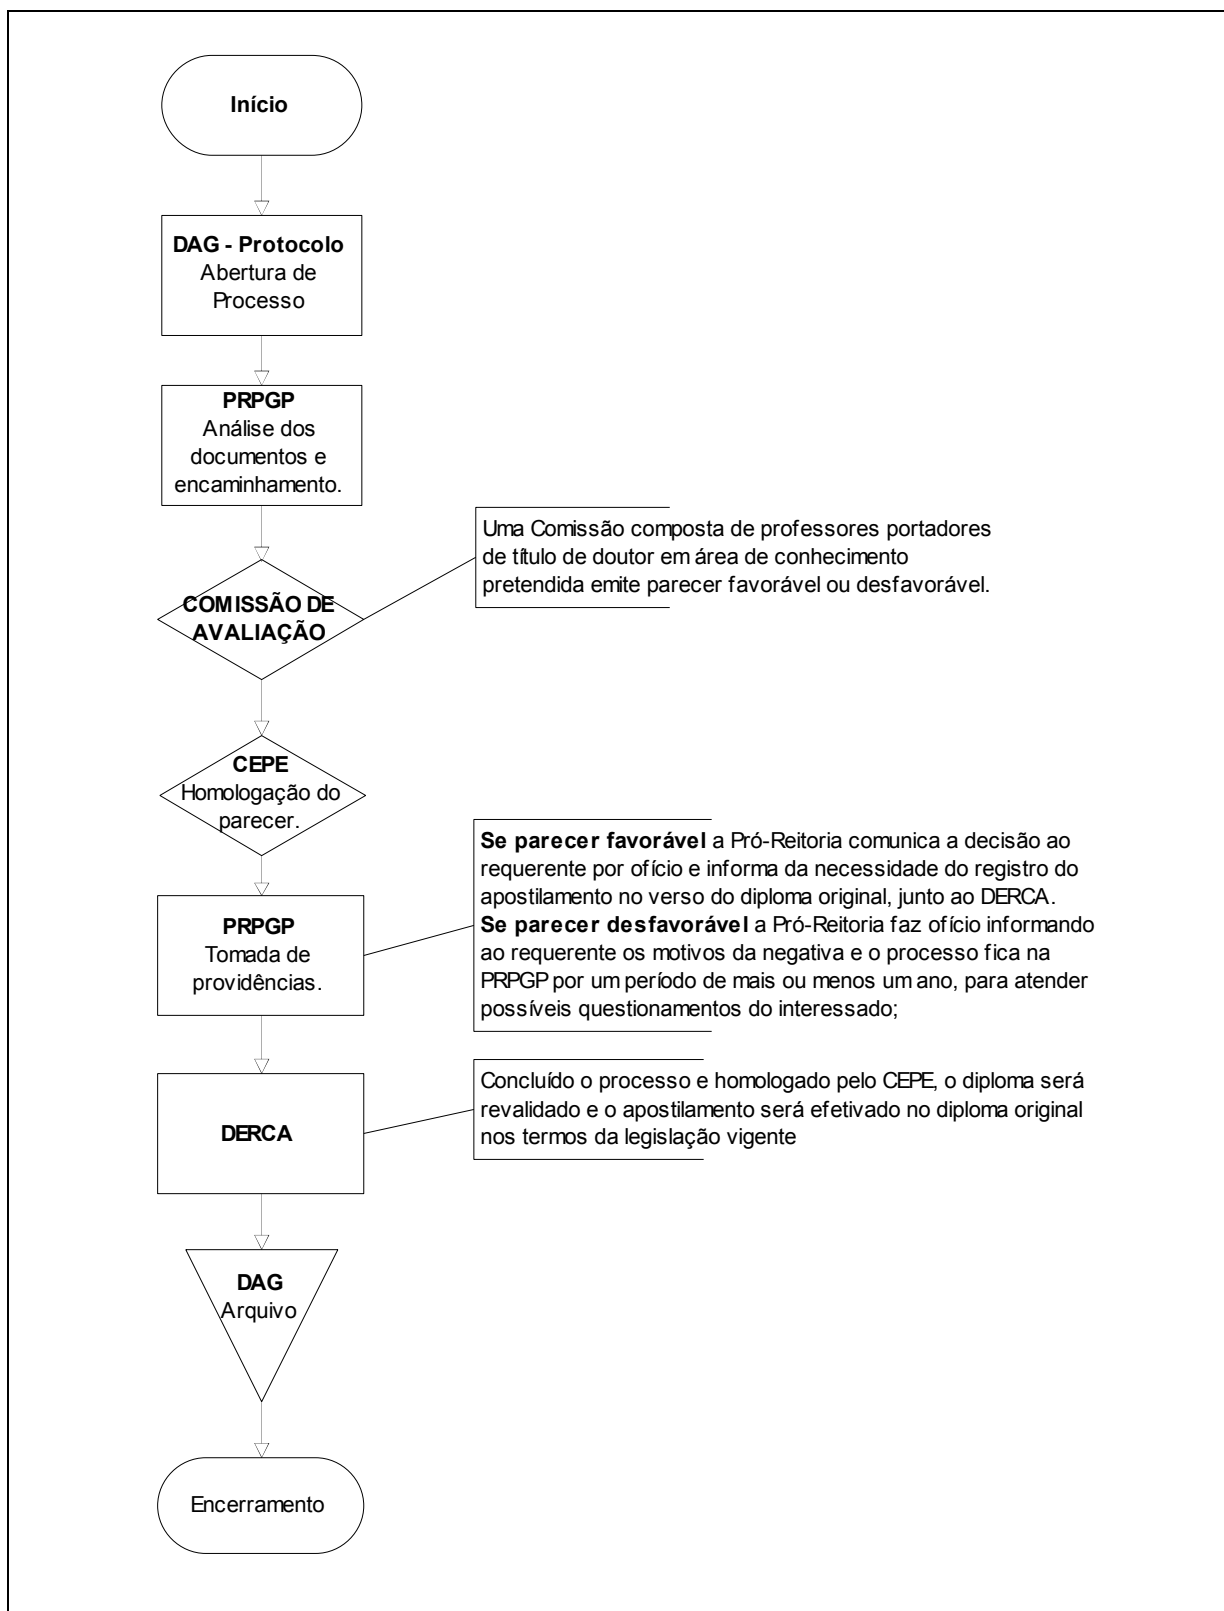 Início
DAG - Protocolo
Abertura de
Processo
PRPGP
Análise dos
documentos e
encaminhamento.
Uma Comissão composta de professores portadores
de título de doutor em área de conhecimento
pretendida emite parecer favorável ou desfavorável.
COMISSÃO DE
AVALIAÇÃO
CEPE
Homologação do
parecer.
Se parecer favorável a Pró-Reitoria comunica a decisão ao
requerente por ofício e informa da necessidade do registro do
apostilamento no verso do diploma original, junto ao DERCA.
Se parecer desfavorável a Pró-Reitoria faz ofício informando
ao requerente os motivos da negativa e o processo fica na
PRPGP por um período de mais ou menos um ano, para atender
possíveis questionamentos do interessado;
PRPGP
Tomada de
providências.
Concluído o processo e homologado pelo CEPE, o diploma será
revalidado e o apostilamento será efetivado no diploma original
nos termos da legislação vigente
DERCA
DAG
Arquivo
Encerramento